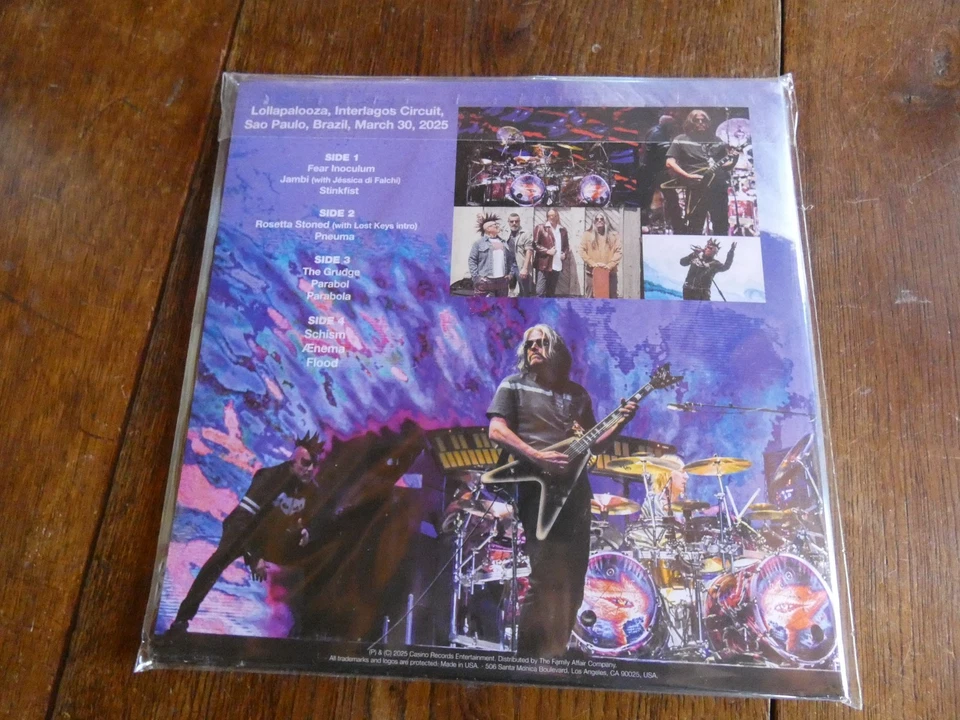 Lollapalooza, Interlagos Circuit,
Sao Paulo, Brazil, March 30, 2025
SIDE 1
Fear Inoculum
Jambi (with Jéssica di Falchi)
Stinkfist
SIDE 2
Rosetta Stoned (with Lost Keys intro)
Pneuma
SIDE 3
The Grudge
Parabol
Parabola
SIDE 4
Schism
Ænema
Flood
(P) & (C) 2025 Casino Records Entertainment. Distributed by The Family Affair Company.
All trademarks and logos are protected. Made in USA. - 506 Santa Monica Boulevard, Los Angeles, CA 90025, USA.